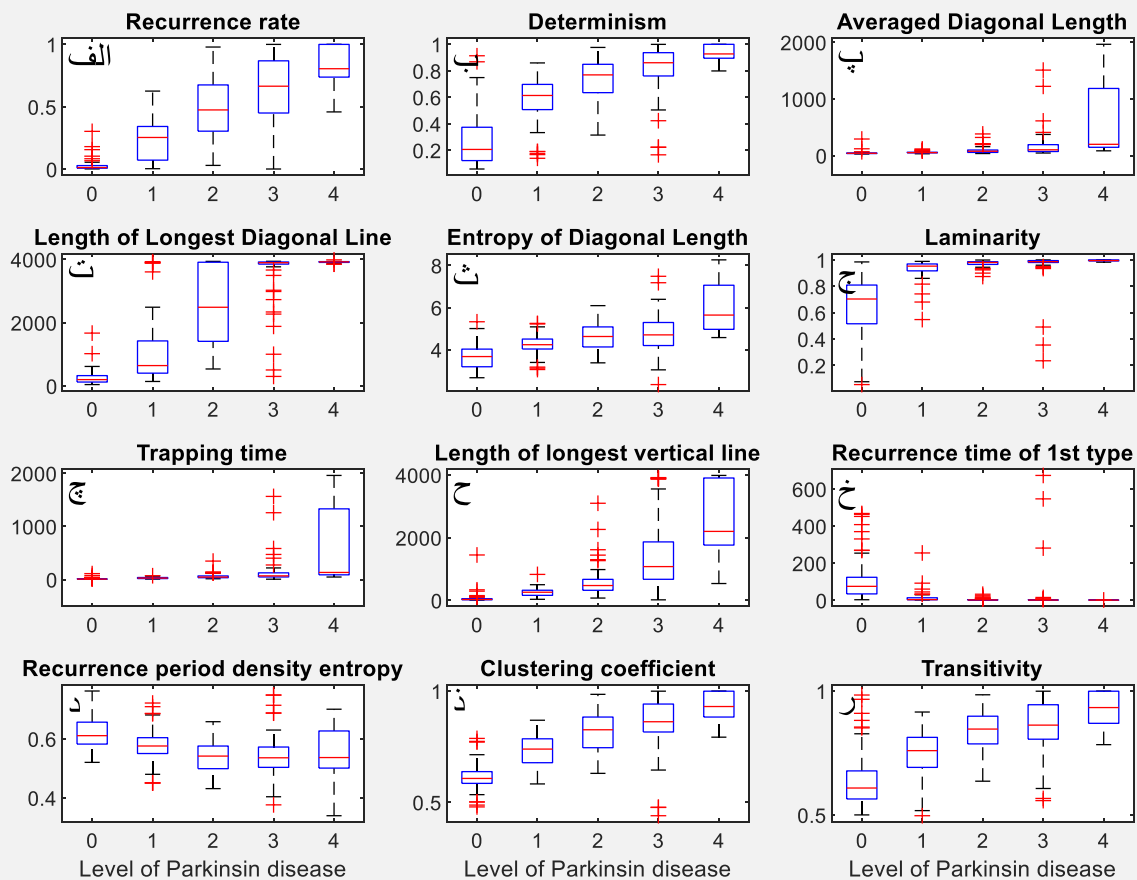 Recurrence rate
الف
1
0.5
0
0 1 2 3 4
Determinism
ب
1
0.8
0.6
0.4
0.2
0 1 2 3 4
Averaged Diagonal Length
پ
2000
1000
0
0 1 2 3 4
Length of Longest Diagonal Line
ت
4000
2000
0
0 1 2 3 4
Entropy of Diagonal Length
ث
8
6
4
0 1 2 3 4
Laminarity
ج
1
0.8
0.6
0.4
0.2
0 1 2 3 4
Trapping time
چ
2000
1000
0
0 1 2 3 4
Length of longest vertical line
ح
4000
2000
0
0 1 2 3 4
Recurrence time of 1st type
خ
600
400
200
0
0 1 2 3 4
Recurrence period density entropy
د
0.6
0.4
0 1 2 3 4
Level of Parkinsin disease
Clustering coefficient
ذ
1
0.5
0 1 2 3 4
Level of Parkinsin disease
Transitivity
ر
1
0.5
0 1 2 3 4
Level of Parkinsin disease